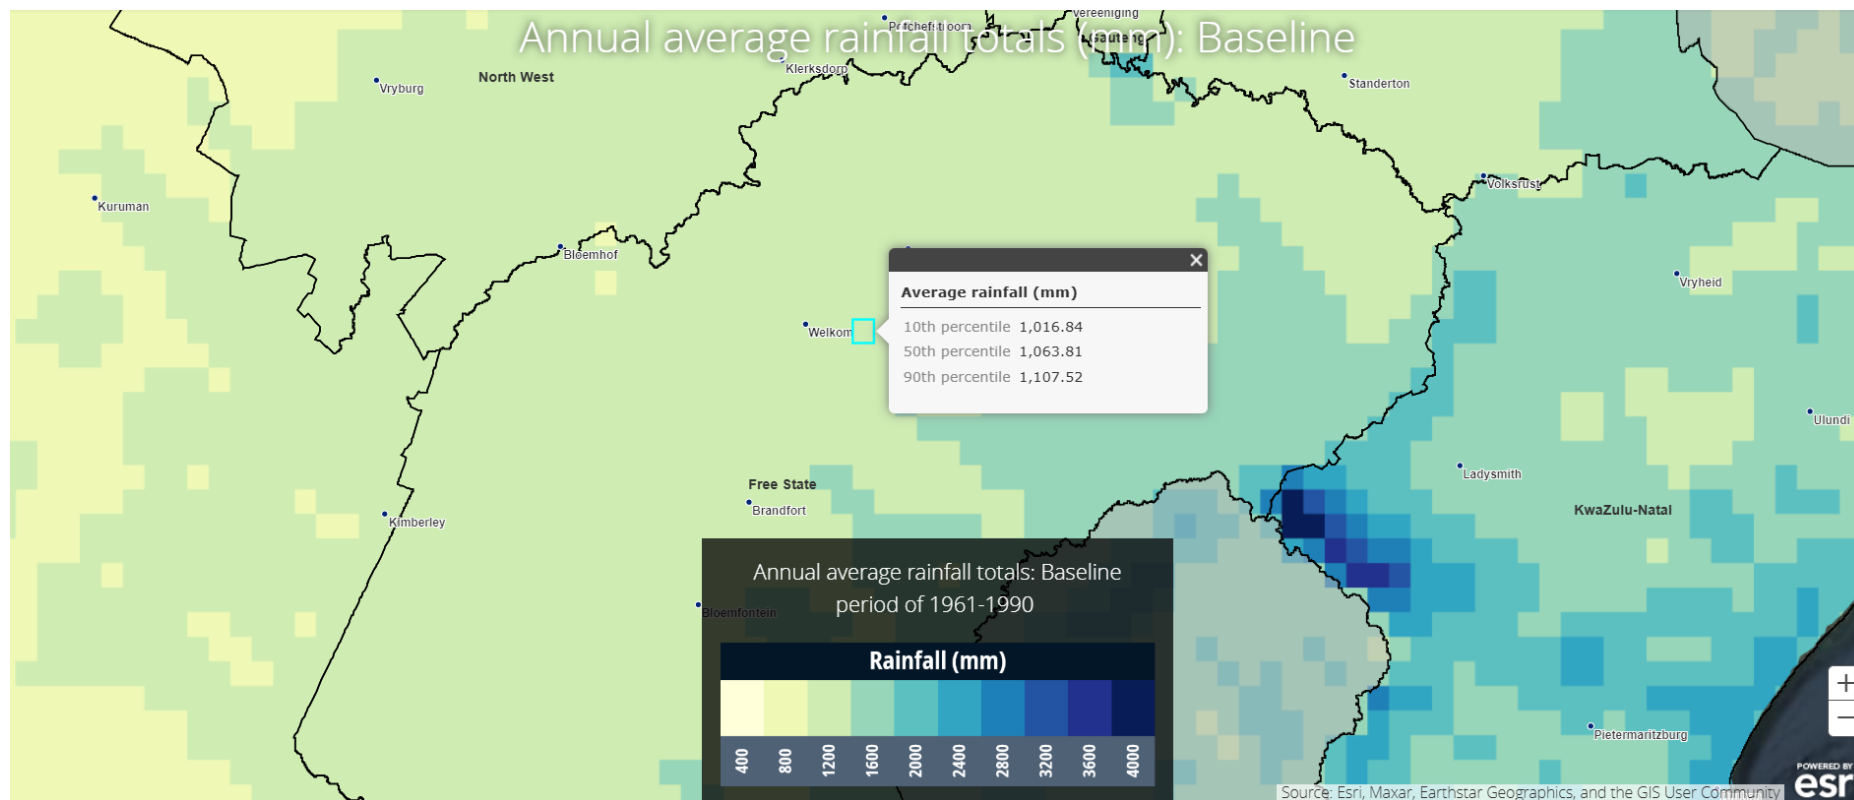 Vereeniging
Potchefstroom
Annual average rainfall totals (mm): Baseline
Gauteng
Klerksdorp
North West
Vryburg
Standerton
Volksrust
Kuruman
Bloemhof
Vryheid
Average rainfall (mm)
10th percentile 1,016.84
50th percentile 1,063.81
90th percentile 1,107.52
Welkom
Ulundi
Ladysmith
Free State
Brandfort
KwaZulu-Natal
Kimberley
Annual average rainfall totals: Baseline
period of 1961-1990
Bloemfontein
Rainfall (mm)
400 800 1200 1600 2000 2400 2800 3200 3600 4000
Pietermaritzburg
POWERED BY
esr
Source: Esri, Maxar, Earthstar Geographics, and the GIS User Community